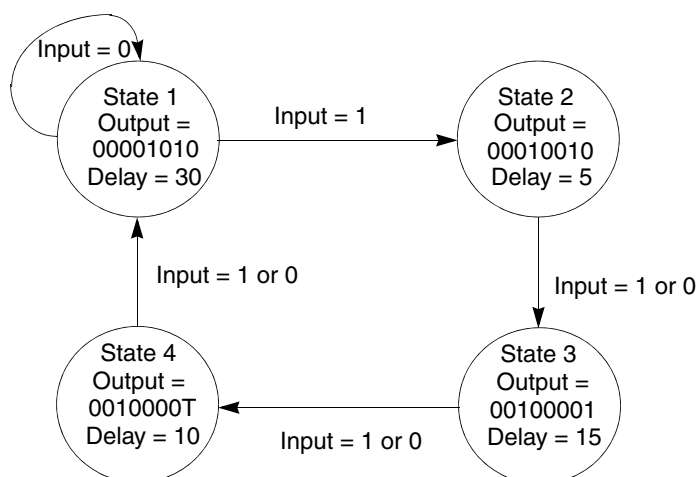 Input = 0
State 1
Output =
00001010
Delay = 30
Input = 1
State 2
Output =
00010010
Delay = 5
Input = 1 or 0
Input = 1 or 0
State 4
Output =
0010000T
Delay = 10
Input = 1 or 0
State 3
Output =
00100001
Delay = 15